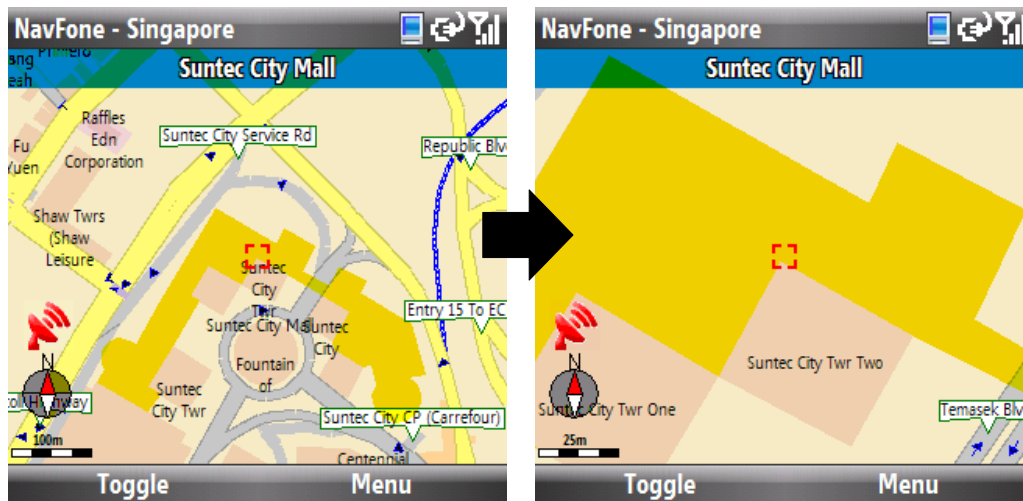 NavFone - Singapore
Suntec City Mall
Raffles
Edn
Corporation
Suntec City Service Rd
Fu
Yuen
Republic Blv
Shaw Twrs
(Shaw
Leisure
Suntec
City
Twr
Entry 15 To EC
Suntec City Mall
Suntec
City
Fountain
of
Suntec
City Twr
N
Suntec City CP (Carrefour)
100m
Centennial
Toggle
Menu
NavFone - Singapore
Suntec City Mall
N
Suntec City Twr Two
Suntec City Twr One
Temasek Blv
25m
Toggle
Menu